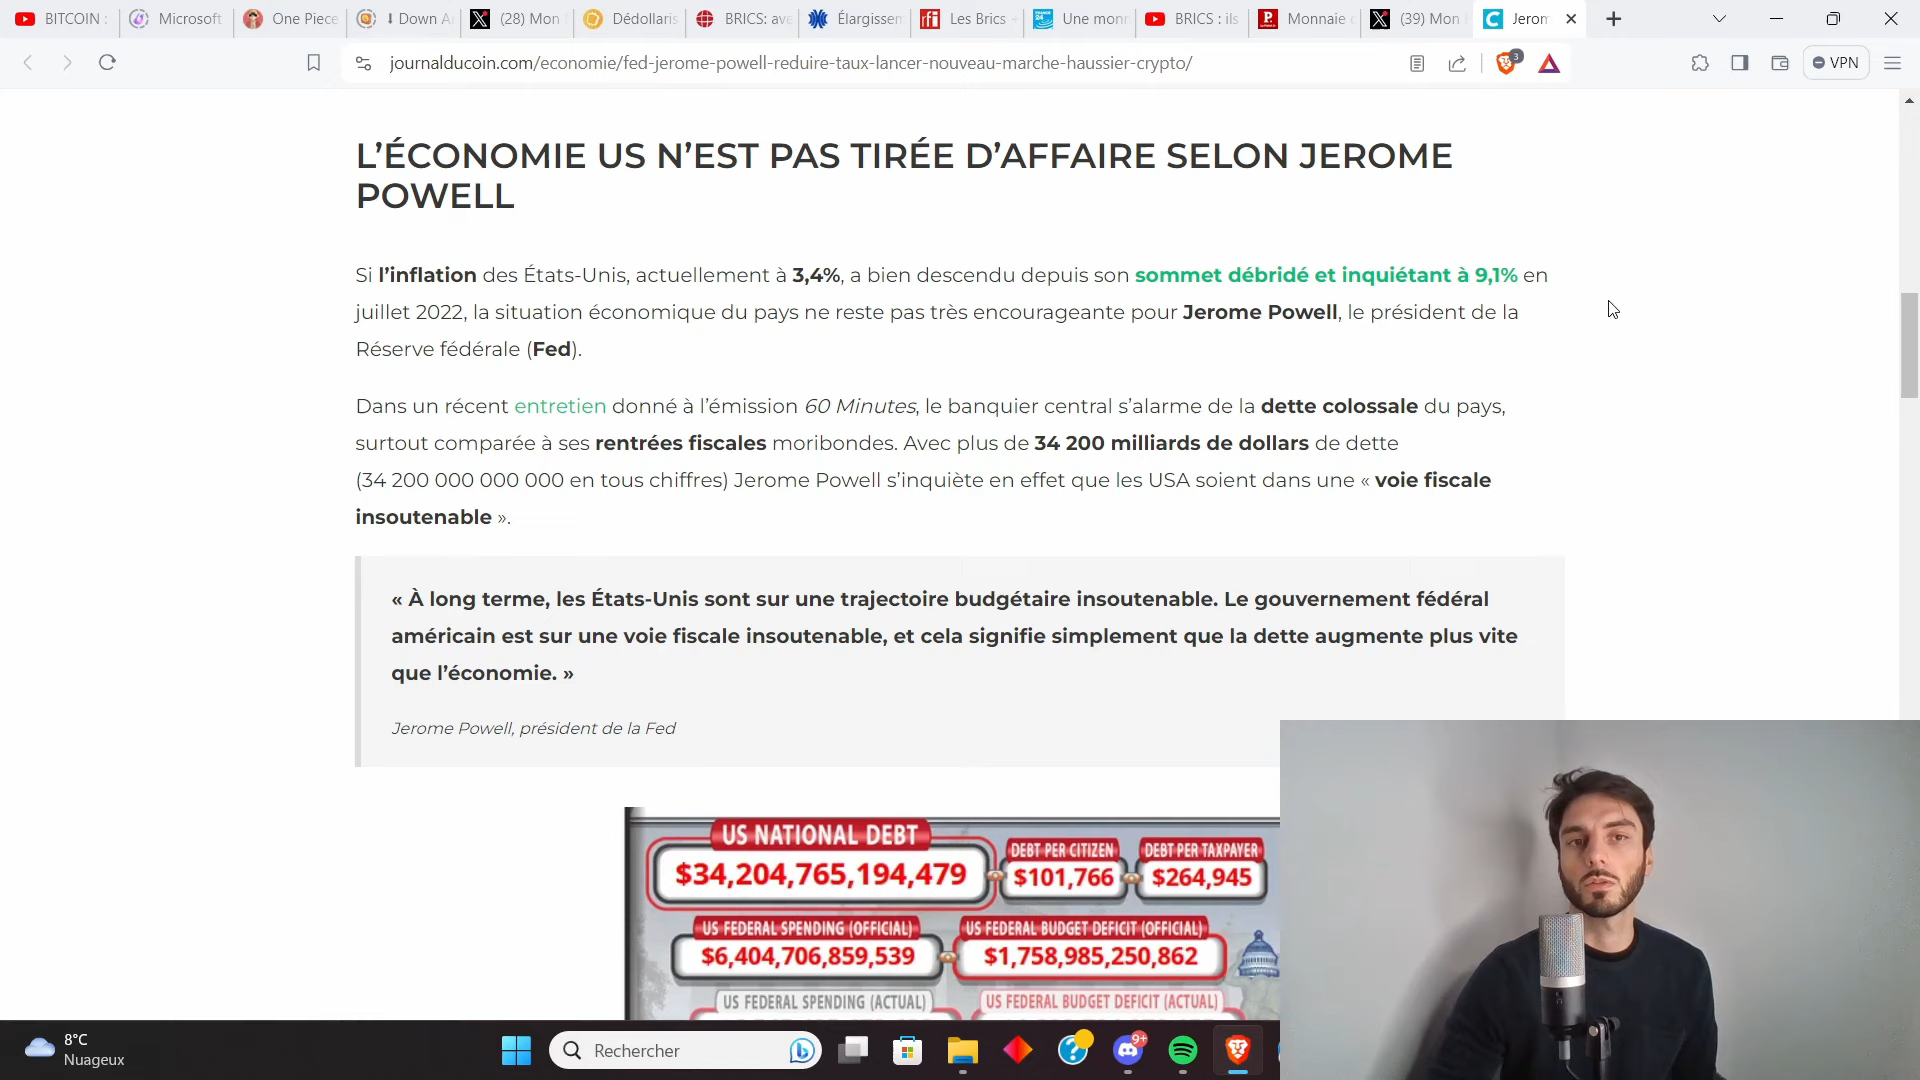 BITCOIN :
Microsoft
One Piece
(28) Mon
Dédollaris
BRICS: ave
Élargissem
Les Brics
Une monn
BRICS : ils
Monnaie
(39) Mon
Jerom
journalducoin.com/economie/fed-jerome-powell-reduire-taux-lancer-nouveau-marche-haussier-crypto/
3
VPN
L’ÉCONOMIE US N’EST PAS TIRÉE D’AFFAIRE SELON JEROME
POWELL
Si l’inflation des États-Unis, actuellement à 3,4%, a bien descendu depuis son sommet débridé et inquiétant à 9,1% en
juillet 2022, la situation économique du pays ne reste pas très encourageante pour Jerome Powell, le président de la
Réserve fédérale (Fed).
Dans un récent entretien donné à l’émission 60 Minutes, le banquier central s’alarme de la dette colossale du pays,
surtout comparée à ses rentrées fiscales moribondes. Avec plus de 34 200 milliards de dollars de dette
(34 200 000 000 000 en tous chiffres) Jerome Powell s’inquiète en effet que les USA soient dans une « voie fiscale
insoutenable ».
« À long terme, les États-Unis sont sur une trajectoire budgétaire insoutenable. Le gouvernement fédéral
américain est sur une voie fiscale insoutenable, et cela signifie simplement que la dette augmente plus vite
que l’économie. »
Jerome Powell, président de la Fed
US NATIONAL DEBT
$34,204,765,194,479
DEBT PER CITIZEN
$101,766
DEBT PER TAXPAYER
$264,945
US FEDERAL SPENDING (OFFICIAL)
$6,404,706,859,539
US FEDERAL BUDGET DEFICIT (OFFICIAL)
$1,758,985,250,862
US FEDERAL SPENDING (ACTUAL)
US FEDERAL BUDGET DEFICIT (ACTUAL)
8°C
Nuageux
Rechercher
9+